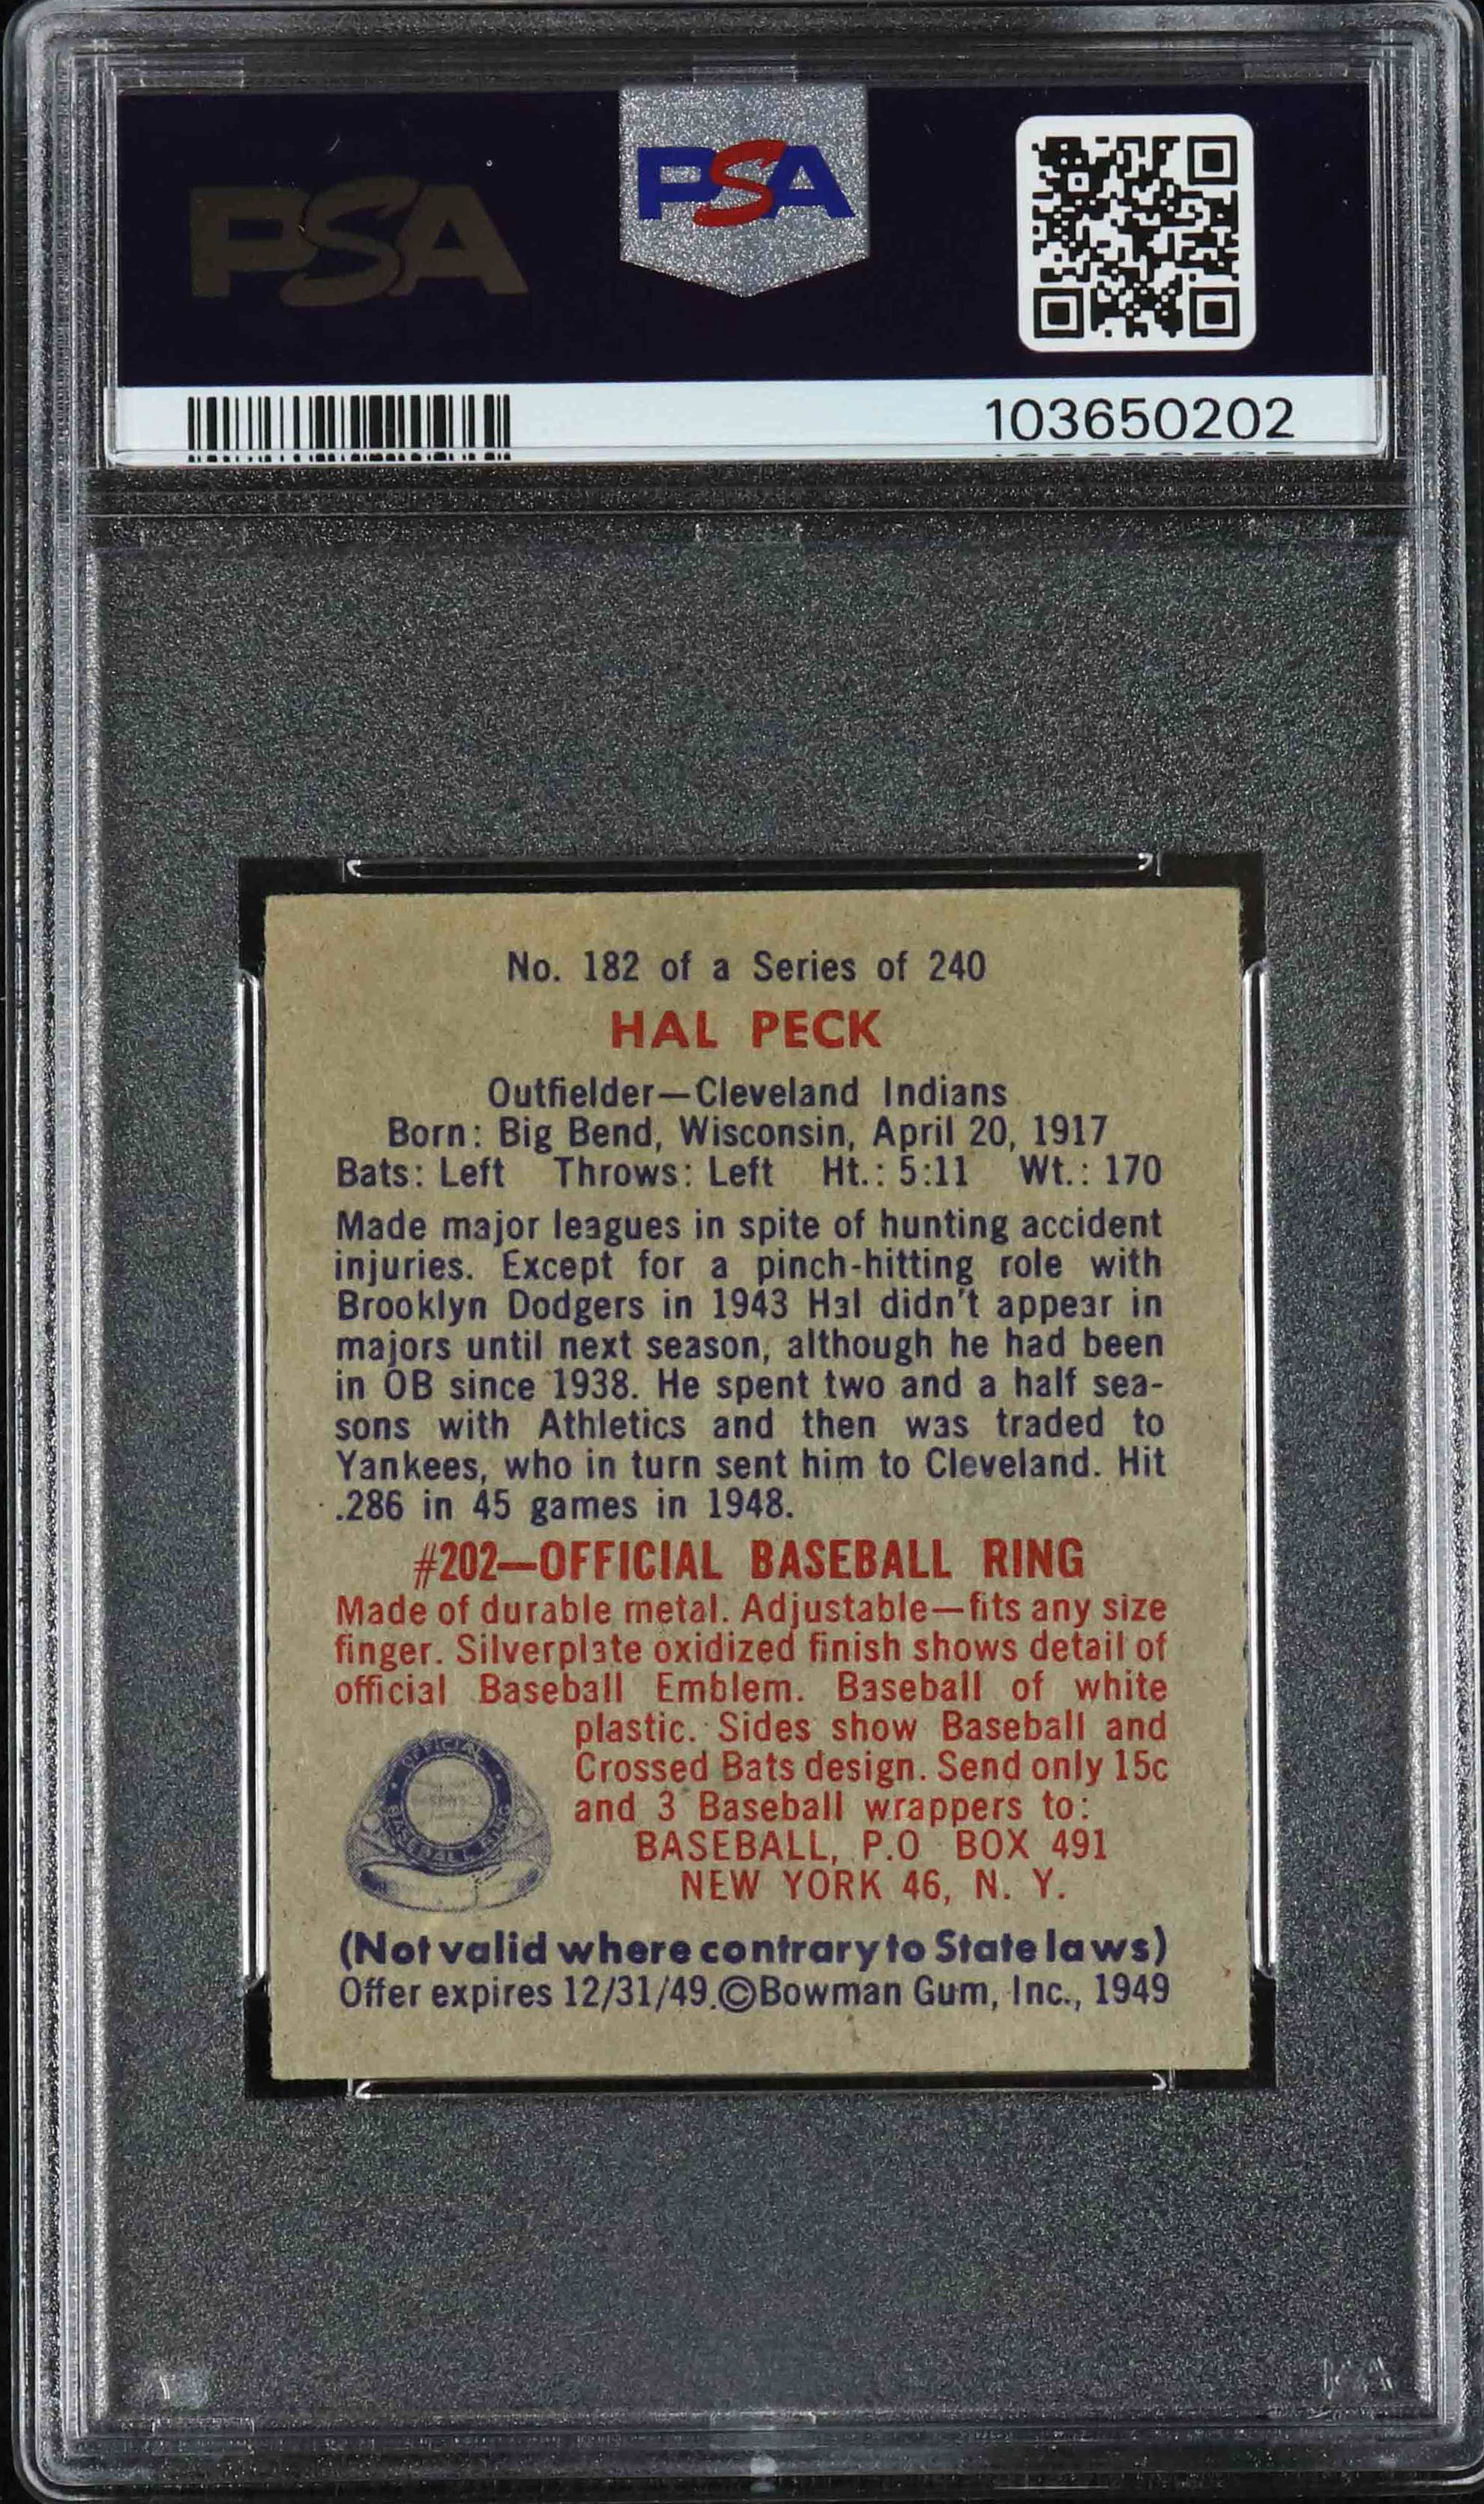 PSA
PSA
103650202
No. 182 of a Series of 240
HAL PECK
Outfielder—Cleveland Indians
Born: Big Bend, Wisconsin, April 20, 1917
Bats: Left Throws: Left Ht.: 5:11 Wt.: 170
Made major leagues in spite of hunting accident
injuries. Except for a pinch-hitting role with
Brooklyn Dodgers in 1943 Hal didn't appear in
majors until next season, although he had been
in OB since 1938. He spent two and a half sea-
sons with Athletics and then was traded to
Yankees, who in turn sent him to Cleveland. Hit
.286 in 45 games in 1948.
#202—OFFICIAL BASEBALL RING
Made of durable metal. Adjustable—fits any size
finger. Silverplate oxidized finish shows detail of
official Baseball Emblem. Baseball of white
plastic. Sides show Baseball and
Crossed Bats design. Send only 15c
and 3 Baseball wrappers to:
BASEBALL, P.O BOX 491
NEW YORK 46, N. Y.
OFFICIAL
BASEBALL RING
(Not valid where contrary to State laws)
Offer expires 12/31/49.©Bowman Gum, Inc., 1949